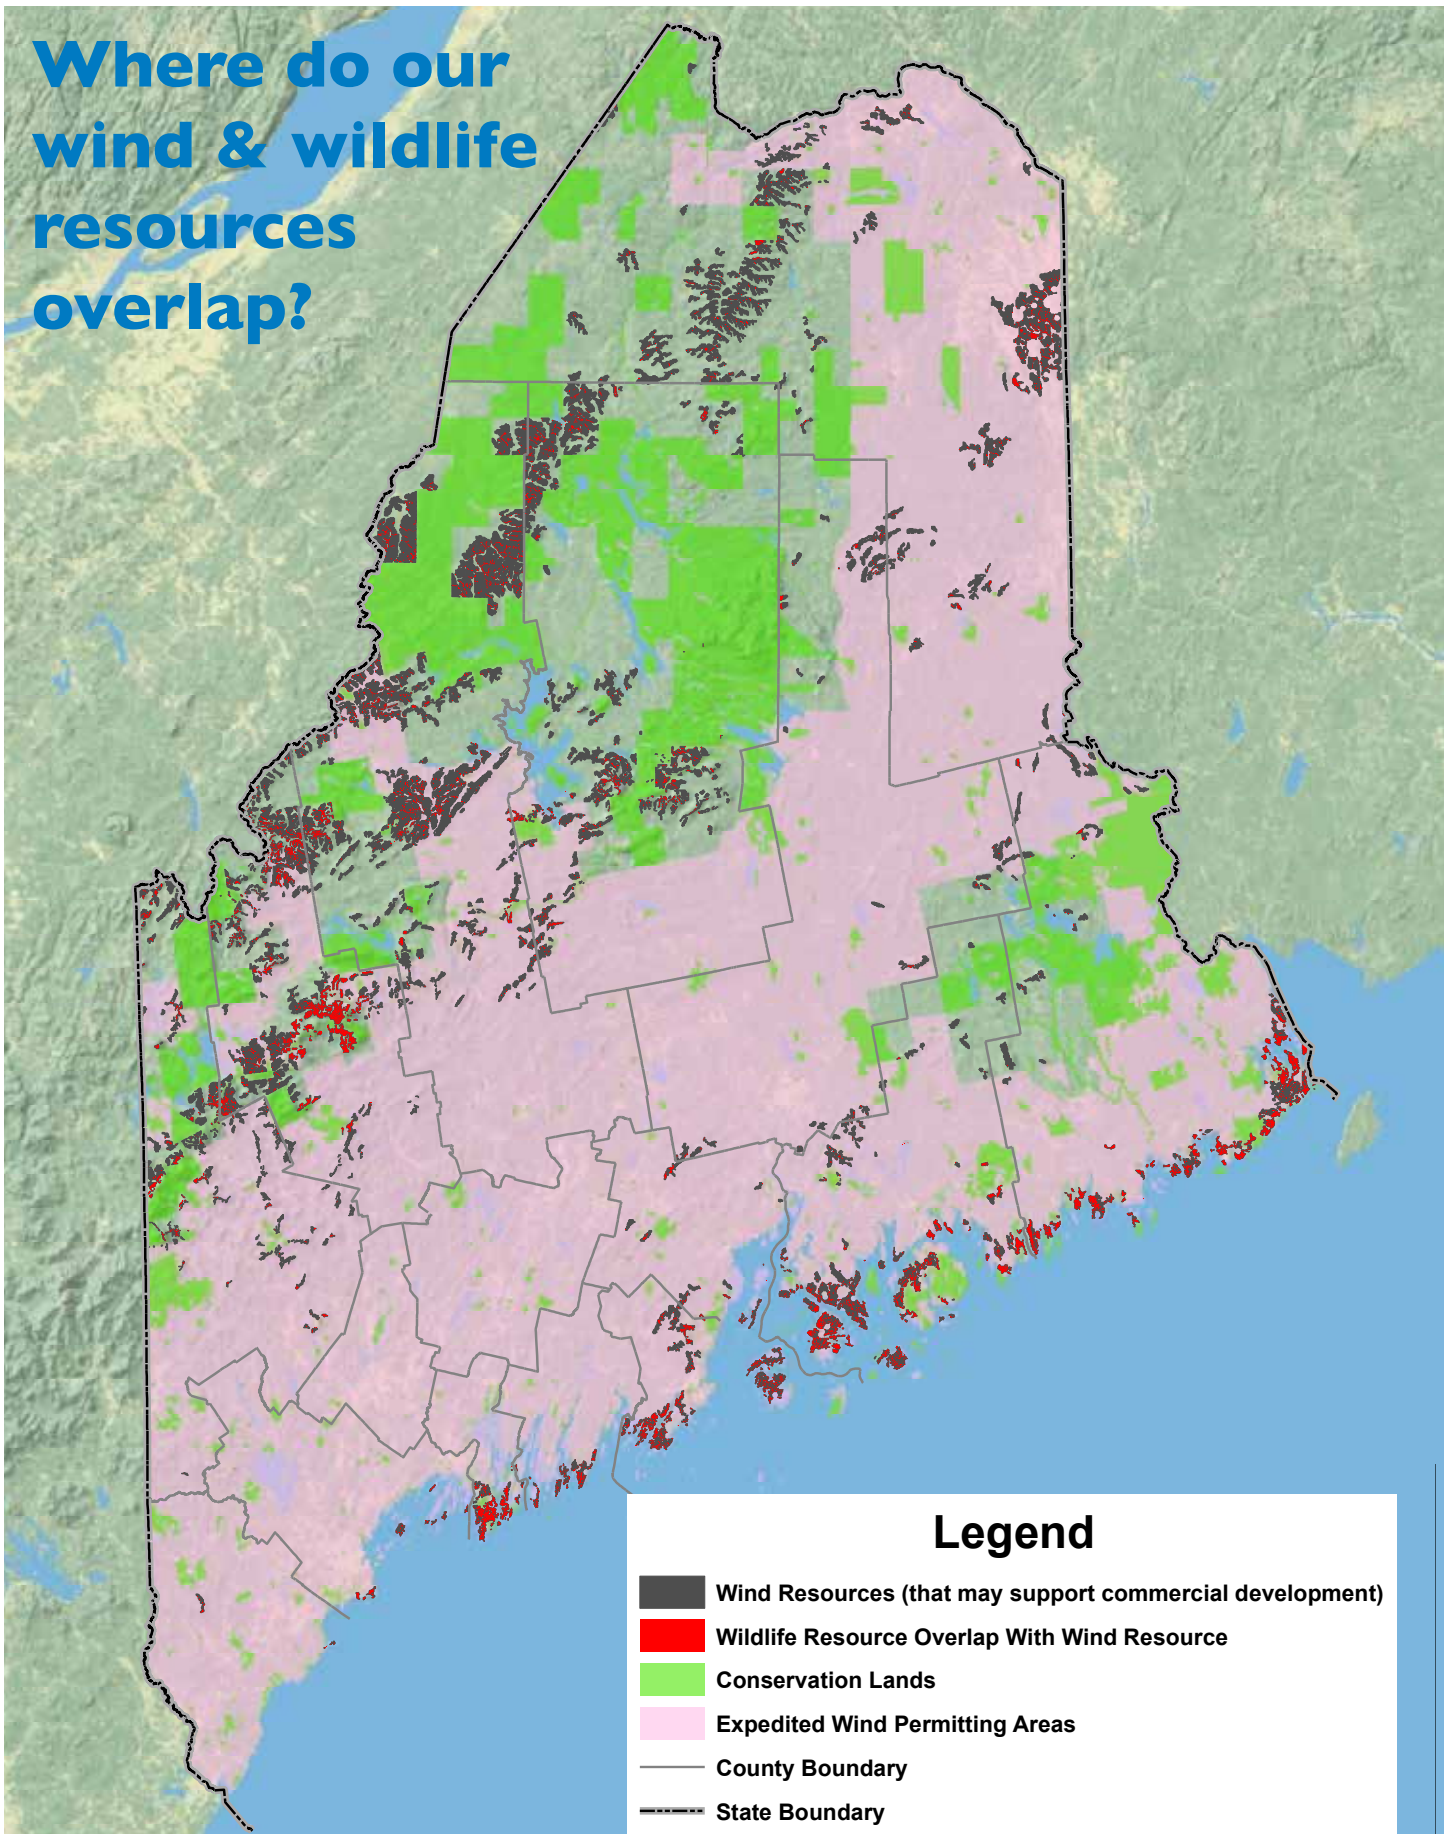 Where do our
wind & wildlife
resources
overlap?
Legend
Wind Resources (that may support commercial development)
Wildlife Resource Overlap With Wind Resource
Conservation Lands
Expedited Wind Permitting Areas
County Boundary
State Boundary